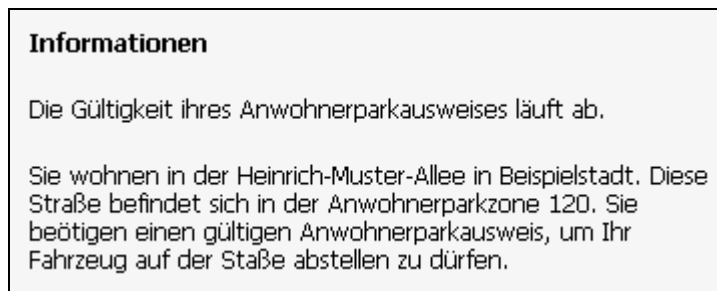 Informationen
Die Gültigkeit ihres Anwohnerparkausweises läuft ab.
Sie wohnen in der Heinrich-Muster-Allee in Beispielstadt. Diese
Straße befindet sich in der Anwohnerparkzone 120. Sie
beötigen einen gültigen Anwohnerparkausweis, um Ihr
Fahrzeug auf der Staße abstellen zu dürfen.